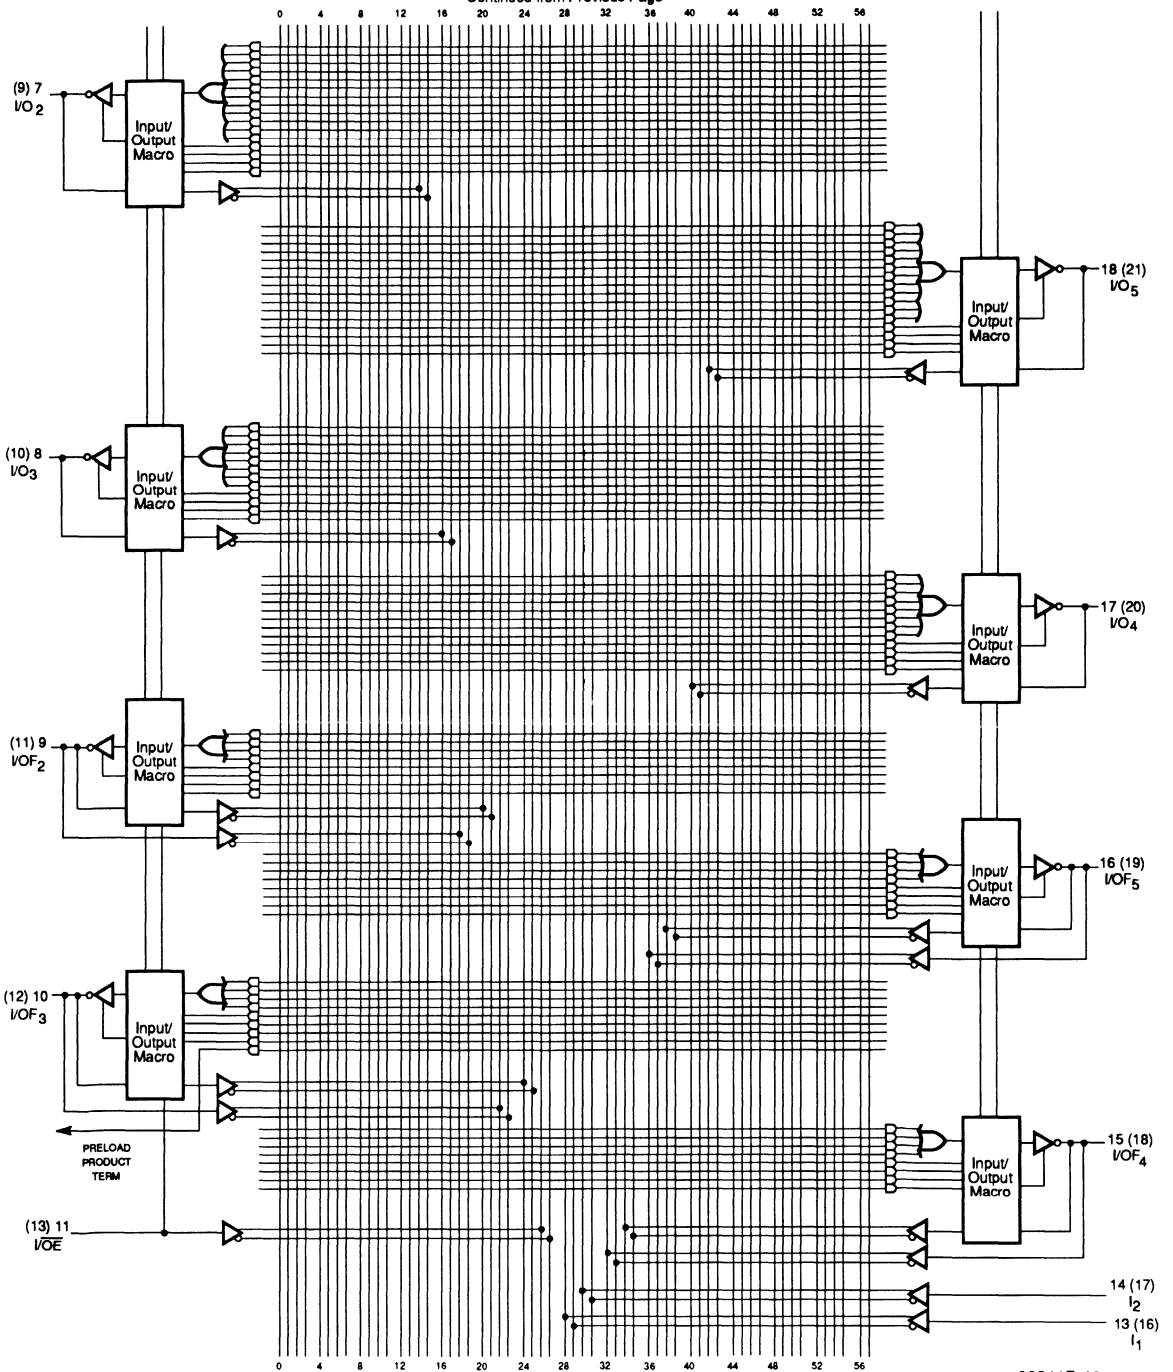 0 4 8 12 16 20 24 28 32 36 40 44 48 52 56
(9) 7
I/O2
Input/
Output
Macro
18 (21)
I/O5
Input/
Output
Macro
(10) 8
I/O3
Input/
Output
Macro
17 (20)
I/O4
Input/
Output
Macro
(11) 9
I/OF2
Input/
Output
Macro
16 (19)
I/OF5
Input/
Output
Macro
(12) 10
I/OF3
Input/
Output
Macro
PRELOAD
PRODUCT
TERM
15 (18)
I/OF4
Input/
Output
Macro
(13) 11
I/O̅E̅
14 (17)
I2
13 (16)
I1
0 4 8 12 16 20 24 28 32 36 40 44 48 52 56